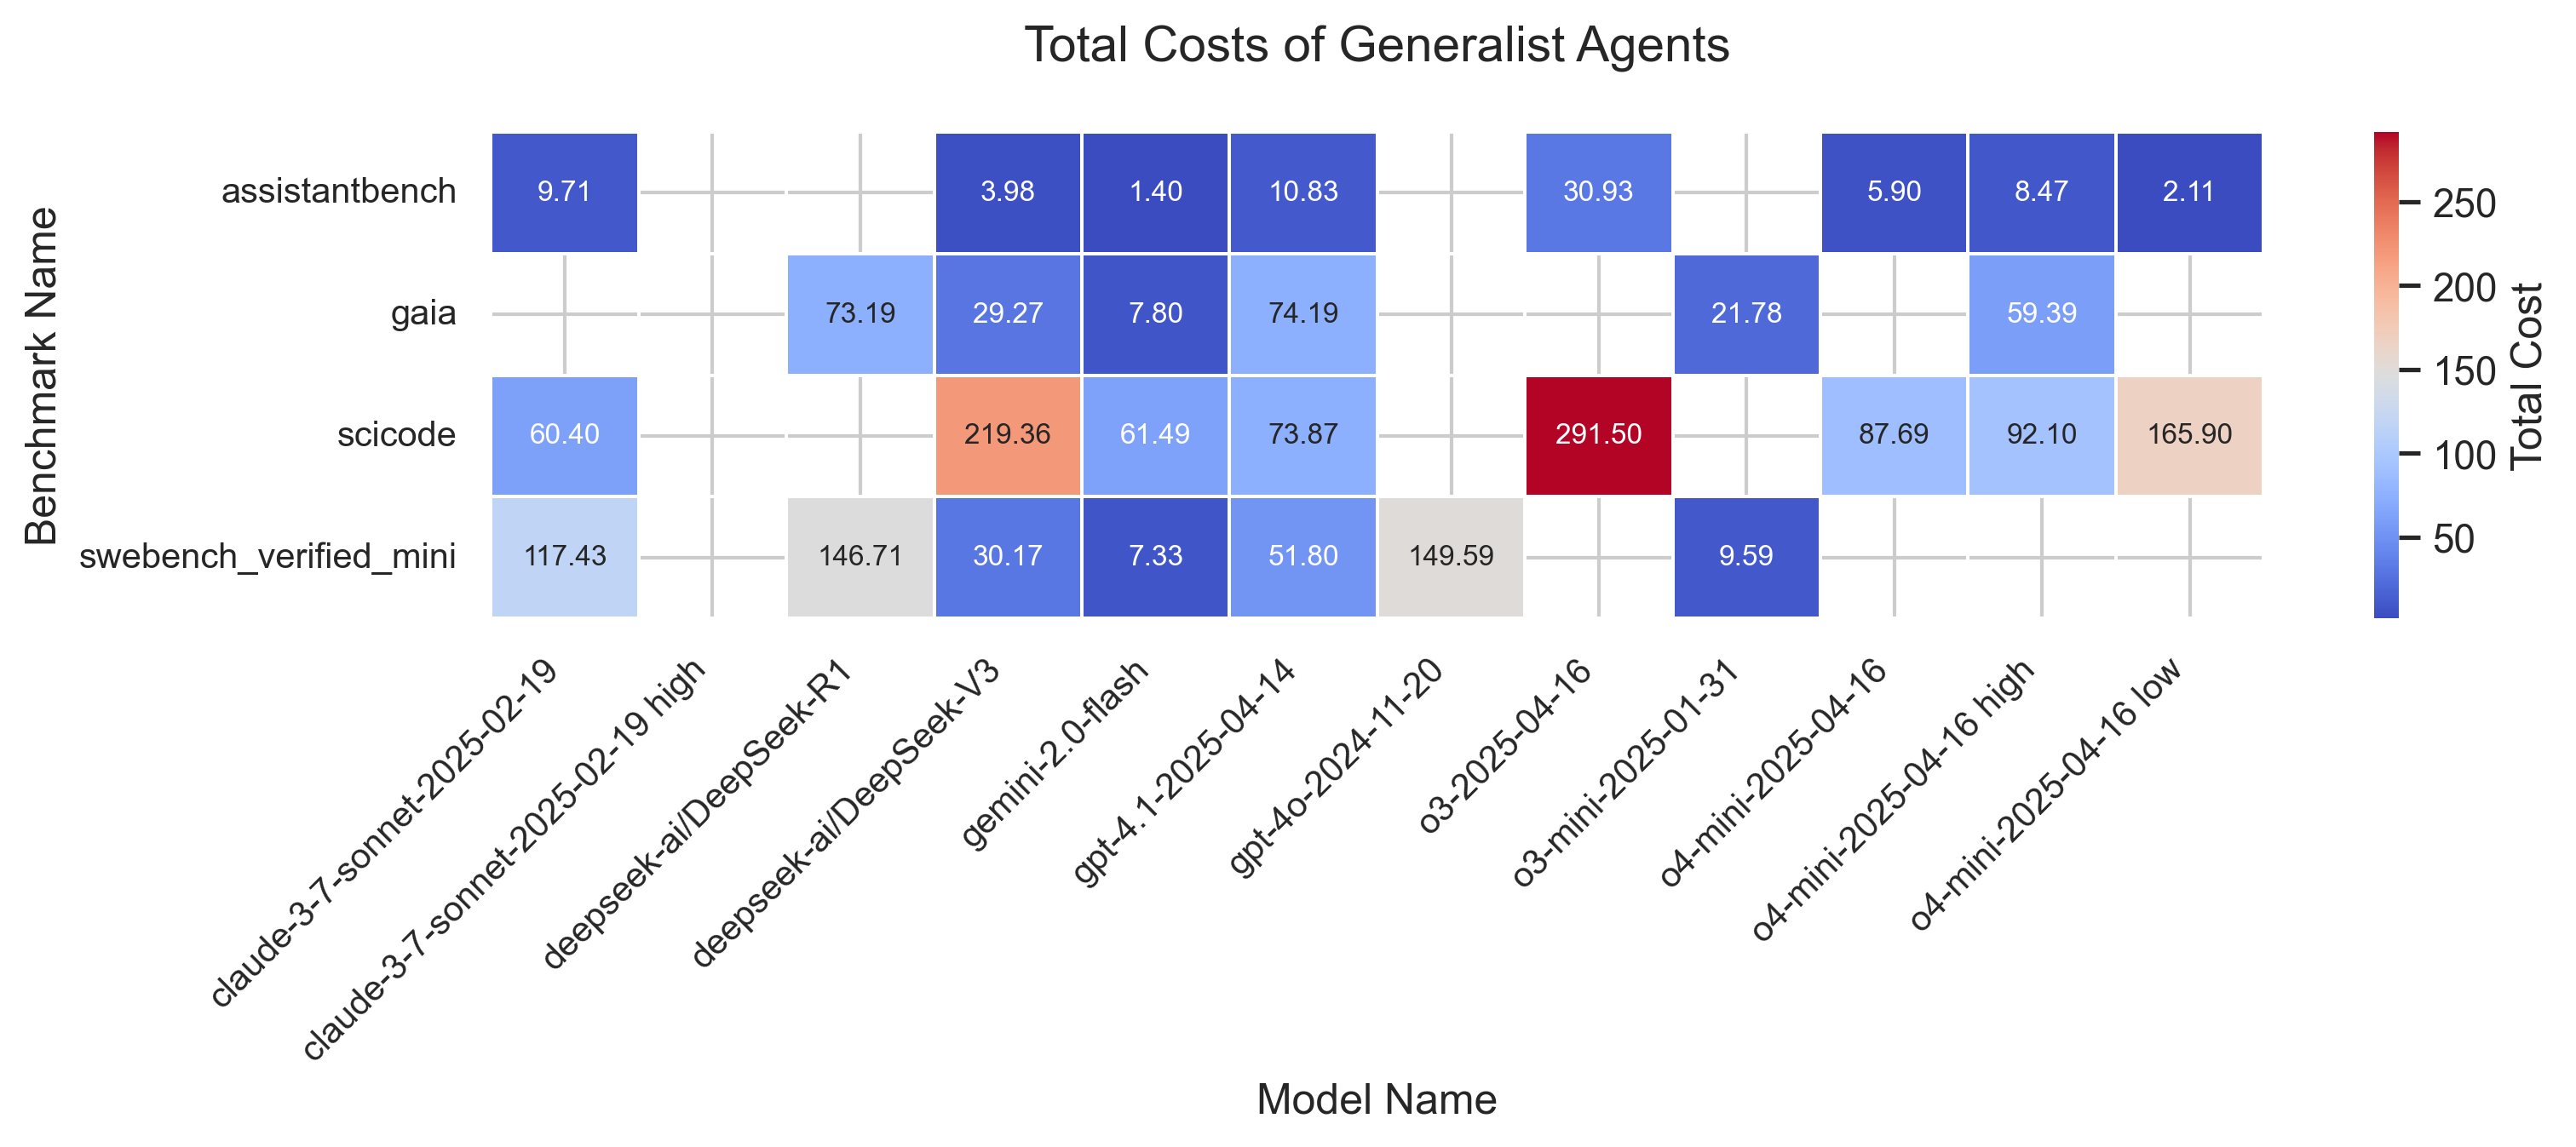 Total Costs of Generalist Agents
Benchmark Name
assistantbench 9.71 3.98 1.40 10.83 30.93 5.90 8.47 2.11
gaia 73.19 29.27 7.80 74.19 21.78 59.39
scicode 60.40 219.36 61.49 73.87 291.50 87.69 92.10 165.90
swebench_verified_mini 117.43 146.71 30.17 7.33 51.80 149.59 9.59
claude-3-7-sonnet-2025-02-19
claude-3-7-sonnet-2025-02-19 high
deepseek-ai/DeepSeek-R1
deepseek-ai/DeepSeek-V3
gemini-2.0-flash
gpt-4.1-2025-04-14
gpt-4o-2024-11-20
o3-2025-04-16
o3-mini-2025-01-31
o4-mini-2025-04-16
o4-mini-2025-04-16 high
o4-mini-2025-04-16 low
Model Name
250
200
150
100
50
Total Cost